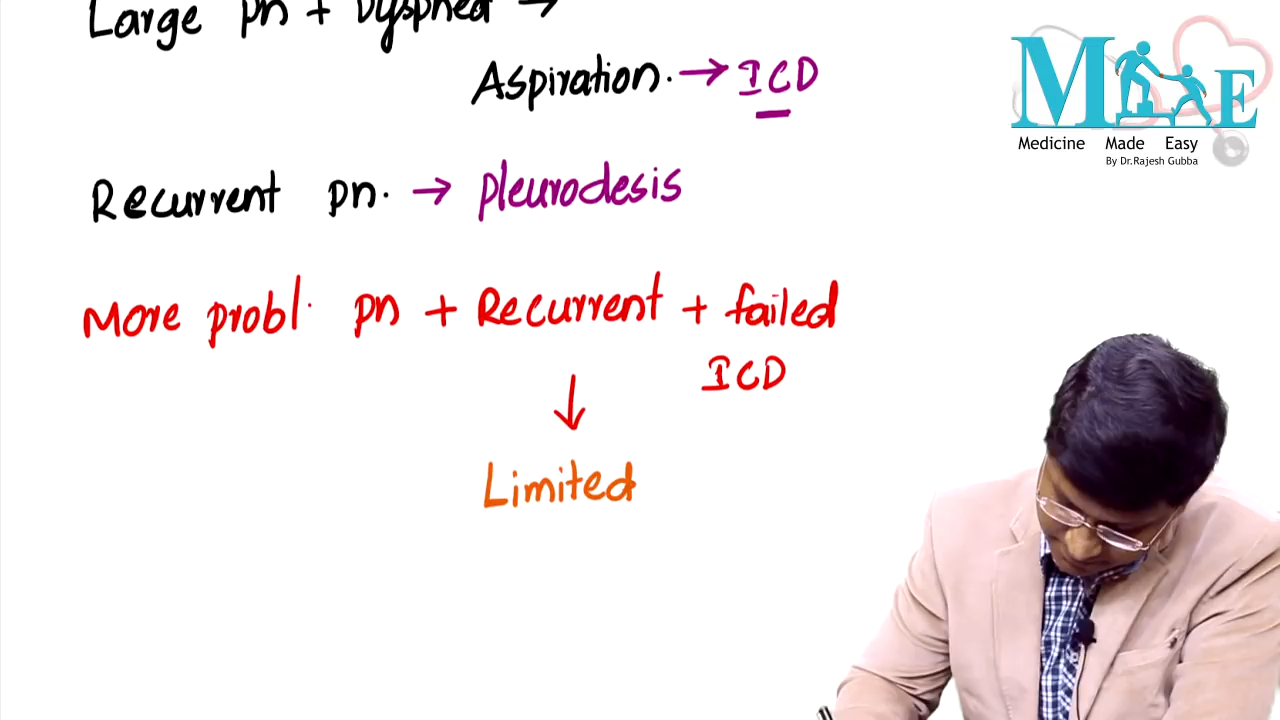 Large pn + Dyspnea →
Aspiration. → ICD
Recurrent pn. → pleurodesis
More probl. pn + Recurrent + failed
ICD
↓
Limited
M E
Medicine Made Easy
By Dr.Rajesh Gubba